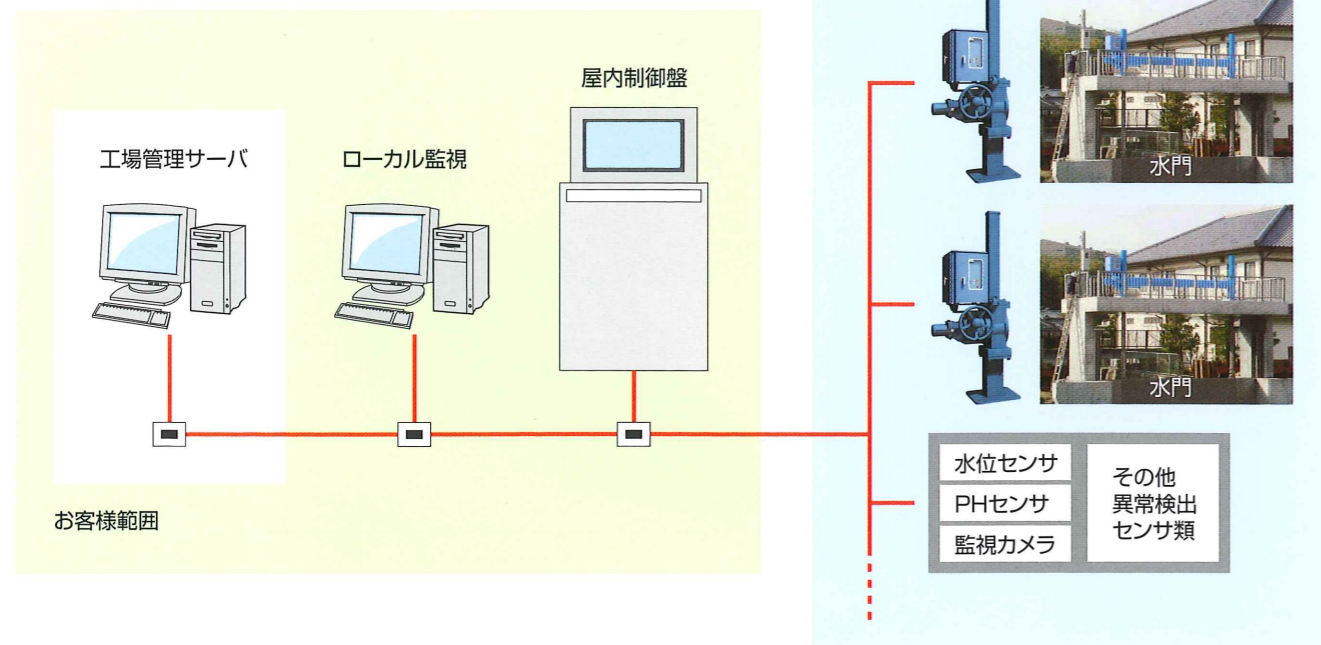 屋内制御盤
工場管理サーバ
ローカル監視
お客様範囲
水門
水門
水位センサ
PHセンサ
監視カメラ
その他
異常検出
センサ類